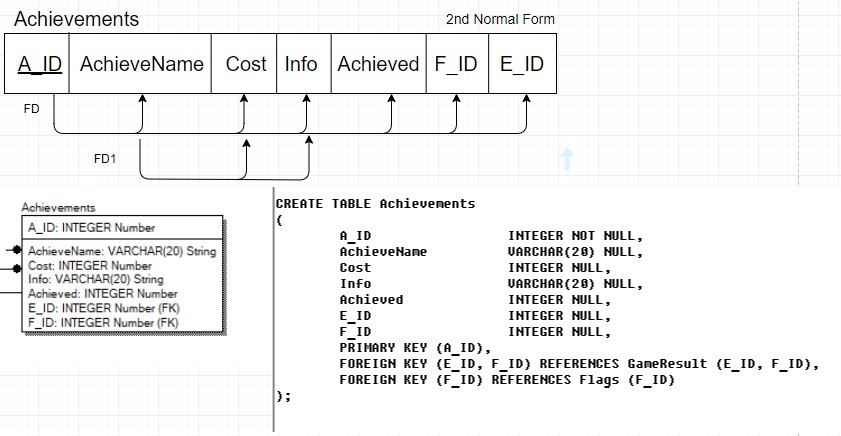 Achievements
2nd Normal Form
A_ID AchieveName Cost Info Achieved F_ID E_ID
FD
FD1
Achievements
A_ID: INTEGER Number
AchieveName: VARCHAR(20) String
Cost: INTEGER Number
Info: VARCHAR(20) String
Achieved: INTEGER Number
E_ID: INTEGER Number (FK)
F_ID: INTEGER Number (FK)
CREATE TABLE Achievements
(
A_ID INTEGER NOT NULL,
AchieveName VARCHAR(20) NULL,
Cost INTEGER NULL,
Info VARCHAR(20) NULL,
Achieved INTEGER NULL,
E_ID INTEGER NULL,
F_ID INTEGER NULL,
PRIMARY KEY (A_ID),
FOREIGN KEY (E_ID, F_ID) REFERENCES GameResult (E_ID, F_ID),
FOREIGN KEY (F_ID) REFERENCES Flags (F_ID)
);